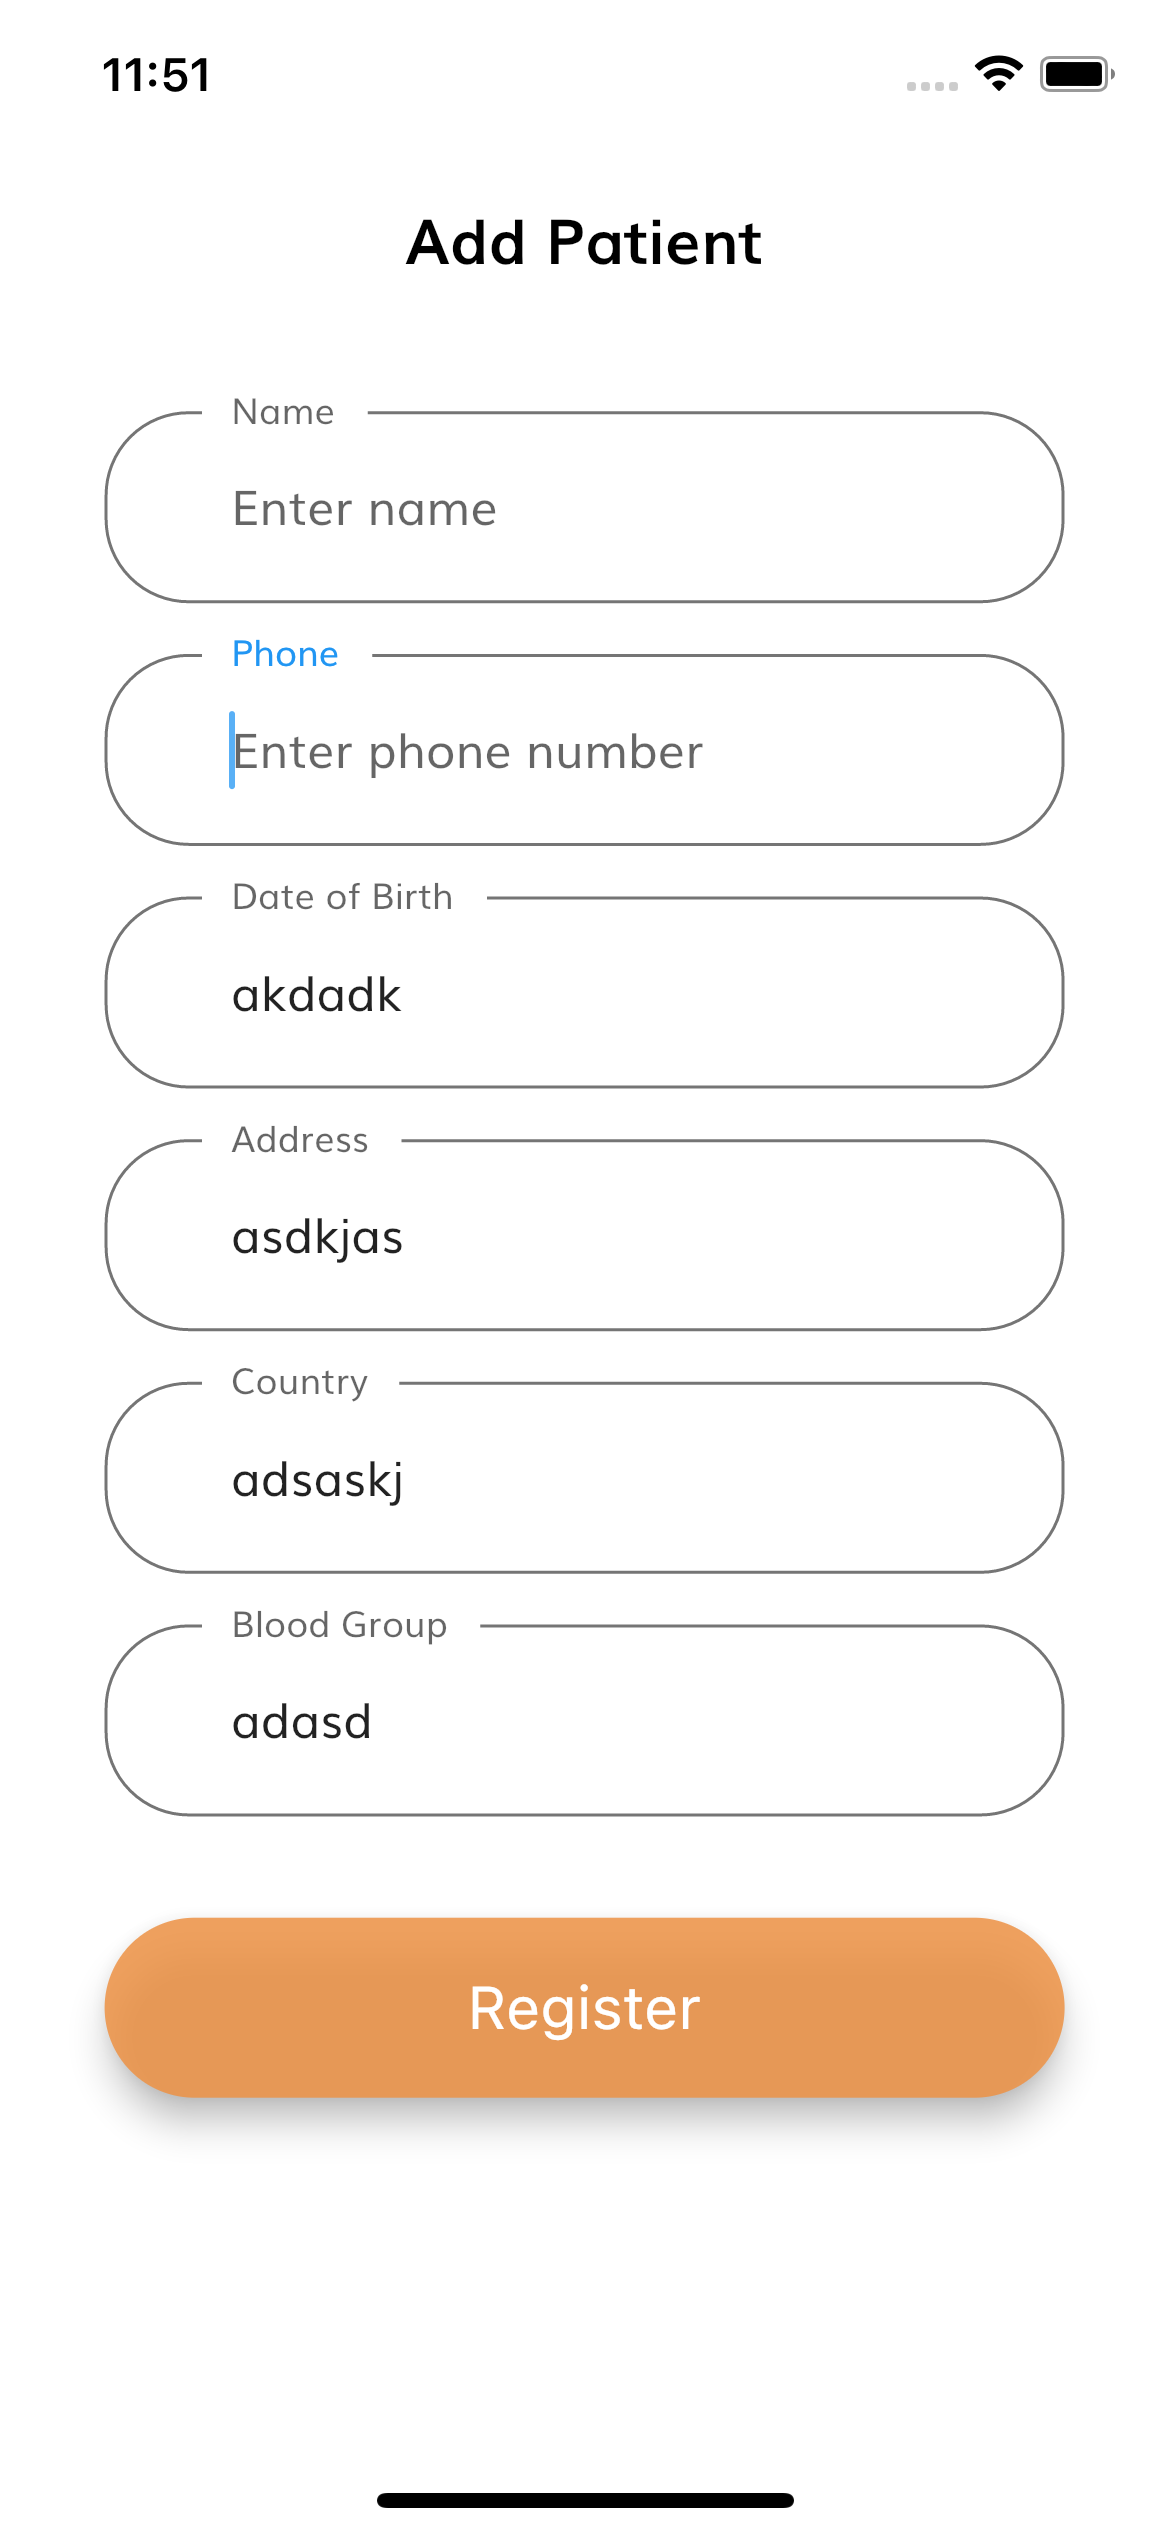 11:51
Add Patient
Name
Enter name
Phone
Enter phone number
Date of Birth
akdadk
Address
asdkjas
Country
adsaskj
Blood Group
adasd
Register